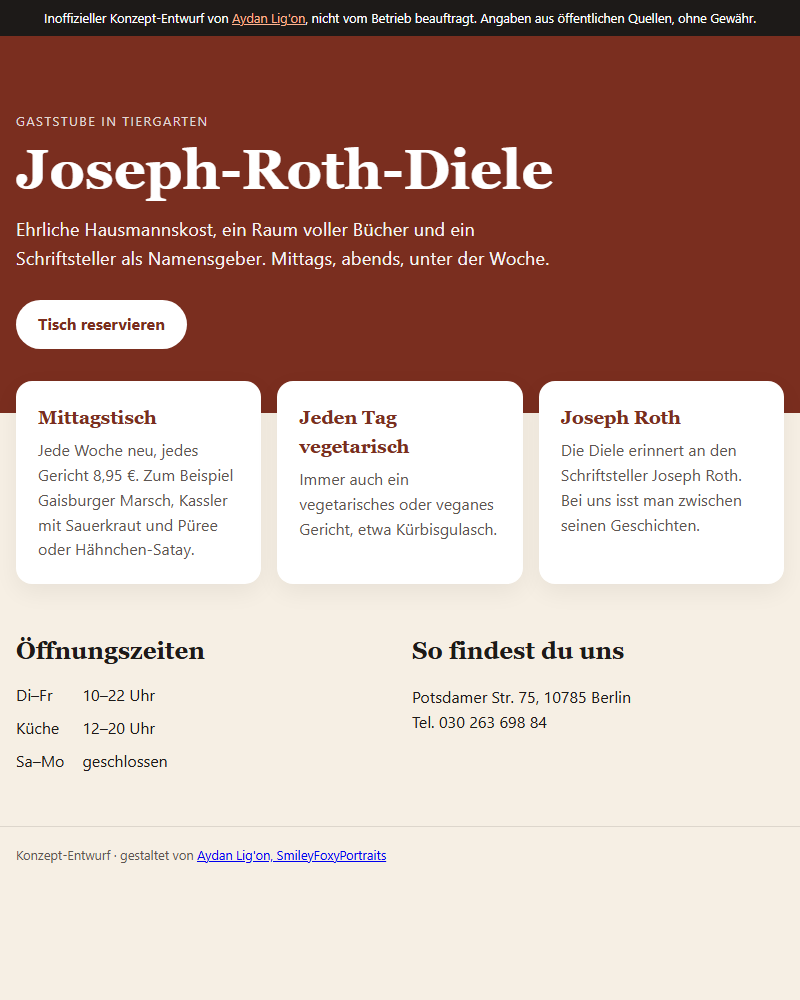 Inoffizieller Konzept-Entwurf von Aydan Lig'on, nicht vom Betrieb beauftragt. Angaben aus öffentlichen Quellen, ohne Gewähr.
GASTSTUBE IN TIERGARTEN
Joseph-Roth-Diele
Ehrliche Hausmannskost, ein Raum voller Bücher und ein
Schriftsteller als Namensgeber. Mittags, abends, unter der Woche.
Tisch reservieren
Mittagstisch
Jede Woche neu, jedes
Gericht 8,95 €. Zum Beispiel
Gaisburger Marsch, Kassler
mit Sauerkraut und Püree
oder Hähnchen-Satay.
Jeden Tag
vegetarisch
Immer auch ein
vegetarisches oder veganes
Gericht, etwa Kürbisgulasch.
Joseph Roth
Die Diele erinnert an den
Schriftsteller Joseph Roth.
Bei uns isst man zwischen
seinen Geschichten.
Öffnungszeiten
Di–Fr 10–22 Uhr
Küche 12–20 Uhr
Sa–Mo geschlossen
So findest du uns
Potsdamer Str. 75, 10785 Berlin
Tel. 030 263 698 84
Konzept-Entwurf · gestaltet von Aydan Lig'on, SmileyFoxyPortraits